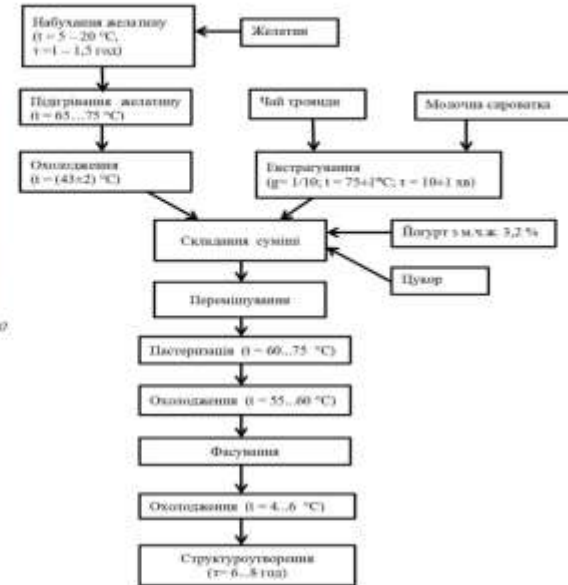 Набухання желатину
(t = 5 – 20 °C,
τ =1 – 1,5 год)
Желатин
Підігрівання желатину
(t = 65…75 °C)
Чай троянди
Молочна сироватка
Охолодження
(t = (43±2) °C)
Екстрагування
(g= 1/10; t = 75±1°C; τ = 10±1 хв)
Складання суміші
Йогурт з м.ч.ж. 3,2 %
Цукор
Перемішування
Пастеризація (t = 60...75 °C)
Охолодження (t = 55...60 °C)
Фасування
Охолодження (t = 4...6 °C)
Структуроутворення
(τ= 6...8 год)